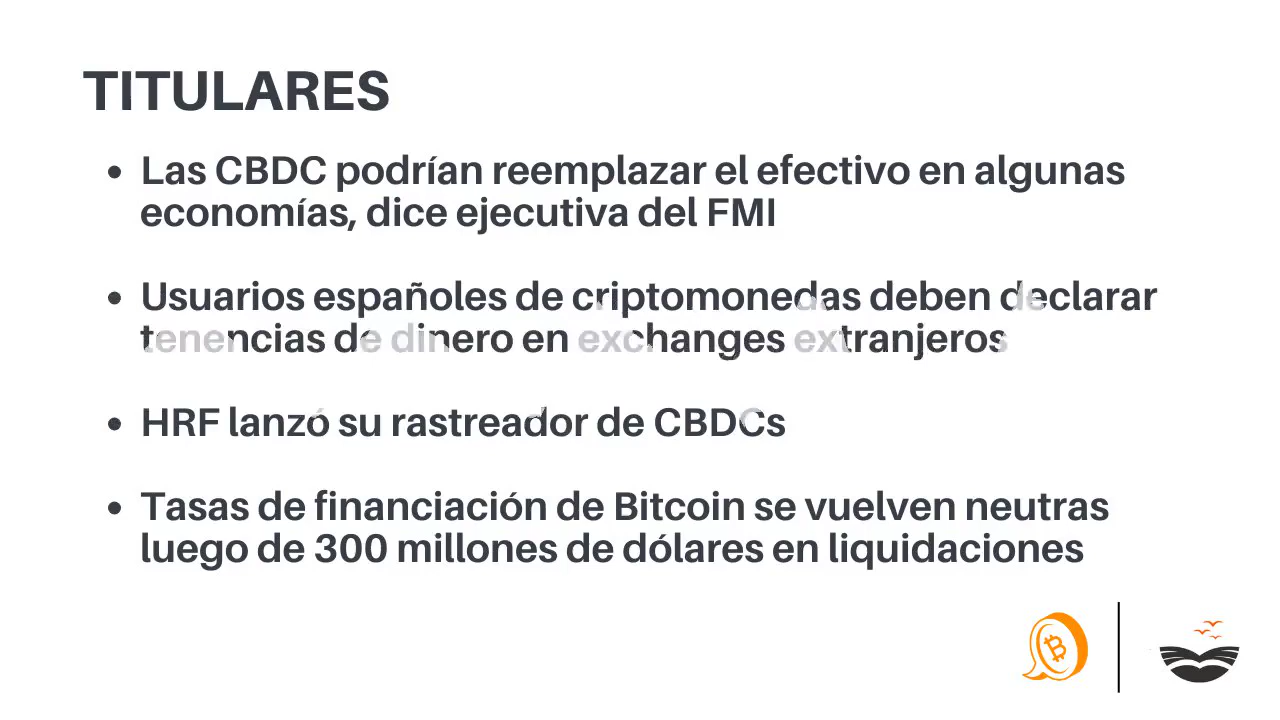 TITULARES
• Las CBDC podrían reemplazar el efectivo en algunas
economías, dice ejecutiva del FMI
• Usuarios españoles de criptomonedas deben declarar
tenencias de dinero en exchanges extranjeros
• HRF lanzó su rastreador de CBDCs
• Tasas de financiación de Bitcoin se vuelven neutras
luego de 300 millones de dólares en liquidaciones